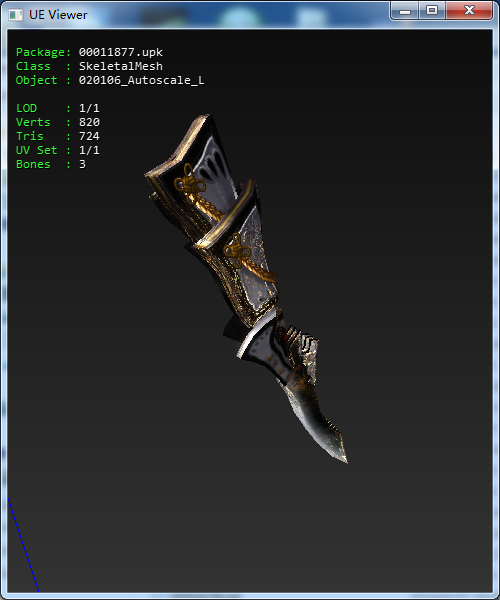 UE Viewer
Package: 00011877.upk
Class : SkeletalMesh
Object : 020106_Autoscale_L
LOD : 1/1
Verts : 820
Tris : 724
UV Set : 1/1
Bones : 3